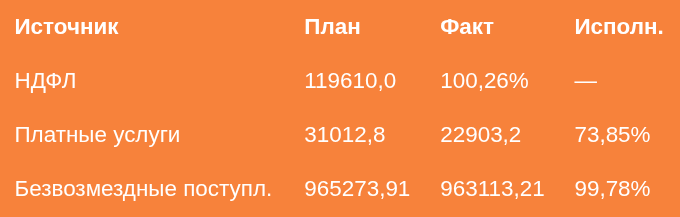 Источник План Факт Исполн.
НДФЛ 119610,0 100,26% —
Платные услуги 31012,8 22903,2 73,85%
Безвозмездные поступл. 965273,91 963113,21 99,78%